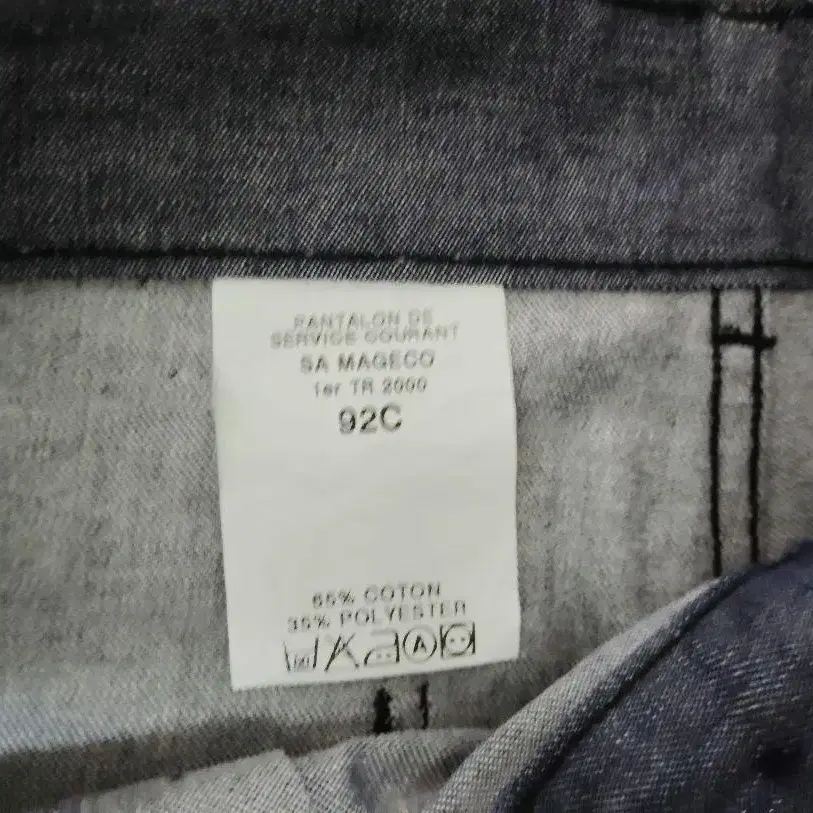 PANTALON DE
SERVICE COURANT
SA MAGECO
1er TR 2000
92C
65% COTON
35% POLYESTER
A